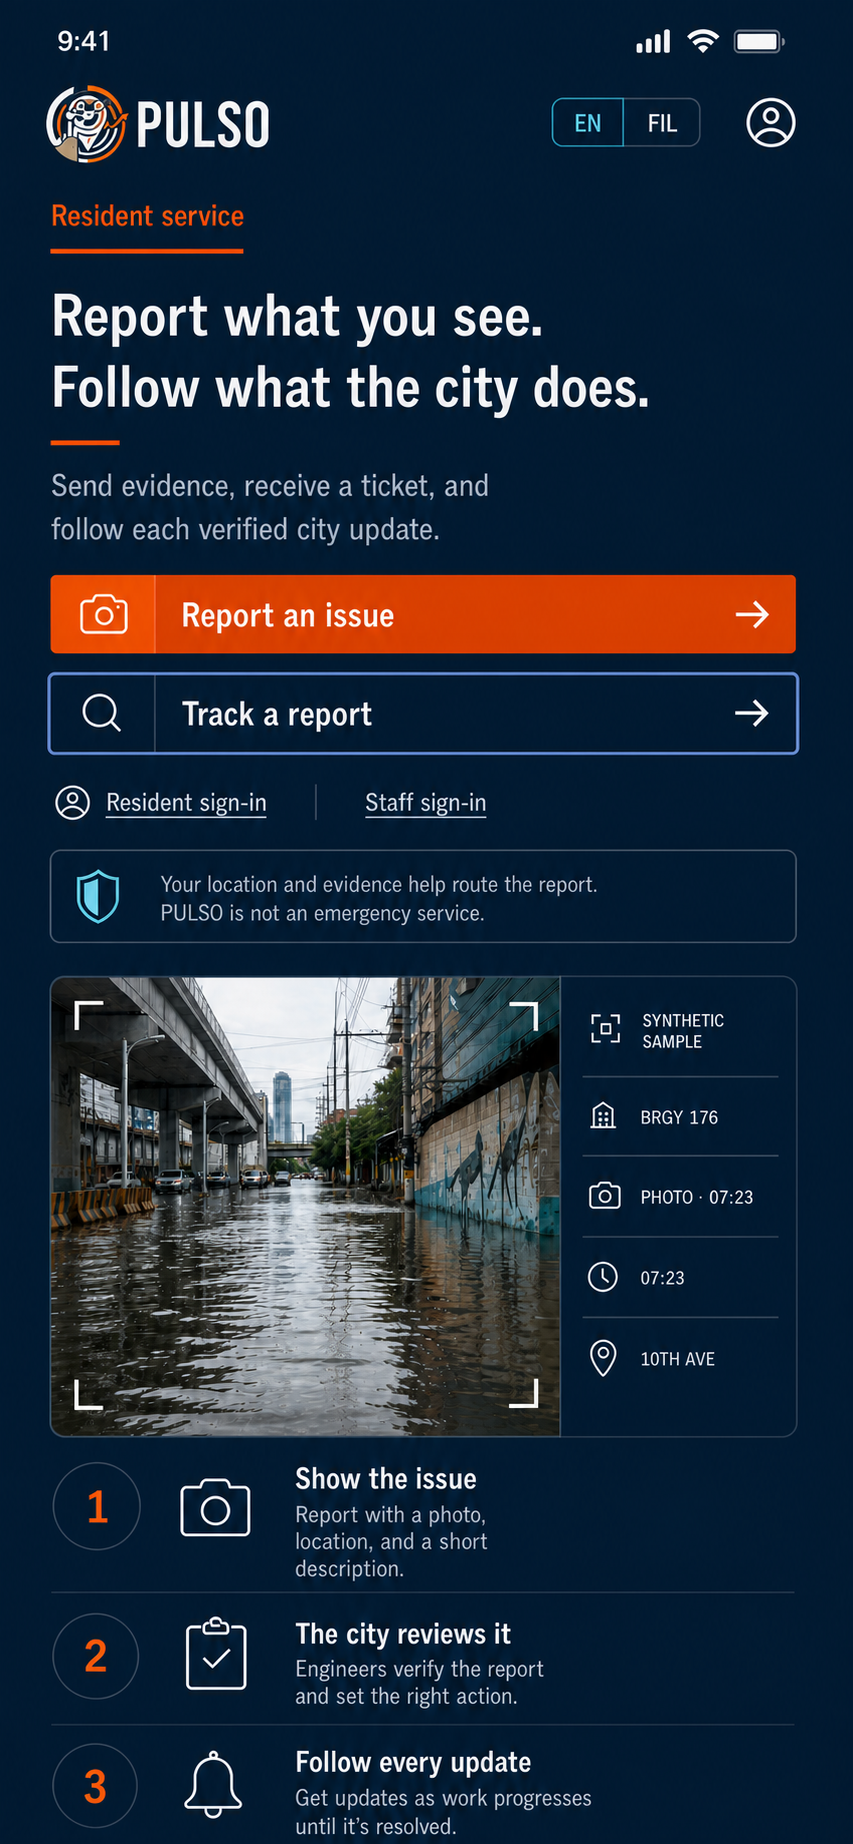 9:41
PULSO
EN
FIL
Resident service
Report what you see.
Follow what the city does.
Send evidence, receive a ticket, and
follow each verified city update.
Report an issue
Track a report
Resident sign-in
Staff sign-in
Your location and evidence help route the report.
PULSO is not an emergency service.
SYNTHETIC
SAMPLE
BRGY 176
PHOTO · 07:23
07:23
10TH AVE
1
Show the issue
Report with a photo,
location, and a short
description.
2
The city reviews it
Engineers verify the report
and set the right action.
3
Follow every update
Get updates as work progresses
until it’s resolved.